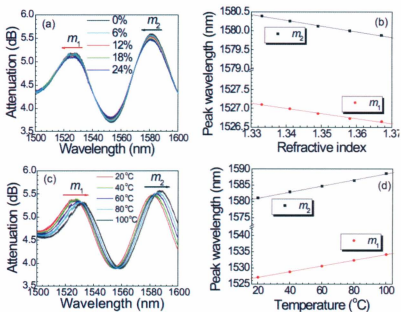 (a)
0%
6%
12%
18%
24%
m1
m2
Attenuation (dB)
6.0
5.5
5.0
4.5
4.0
3.5
1500 1520 1540 1560 1580 1600
Wavelength (nm)
(b)
m2
m1
Peak wavelength (nm)
1580.5
1580.0
1579.5
1527.5
1527.0
1526.5
1.33 1.34 1.35 1.36 1.37
Refractive index
(c)
20°C
40°C
60°C
80°C
100°C
m1
m2
Attenuation (dB)
6.0
5.5
5.0
4.5
4.0
3.5
1500 1520 1540 1560 1580 1600
Wavelength (nm)
(d)
m2
m1
Peak wavelength (nm)
1590
1585
1580
1575
1540
1535
1530
1525
20 40 60 80 100
Temperature (°C)